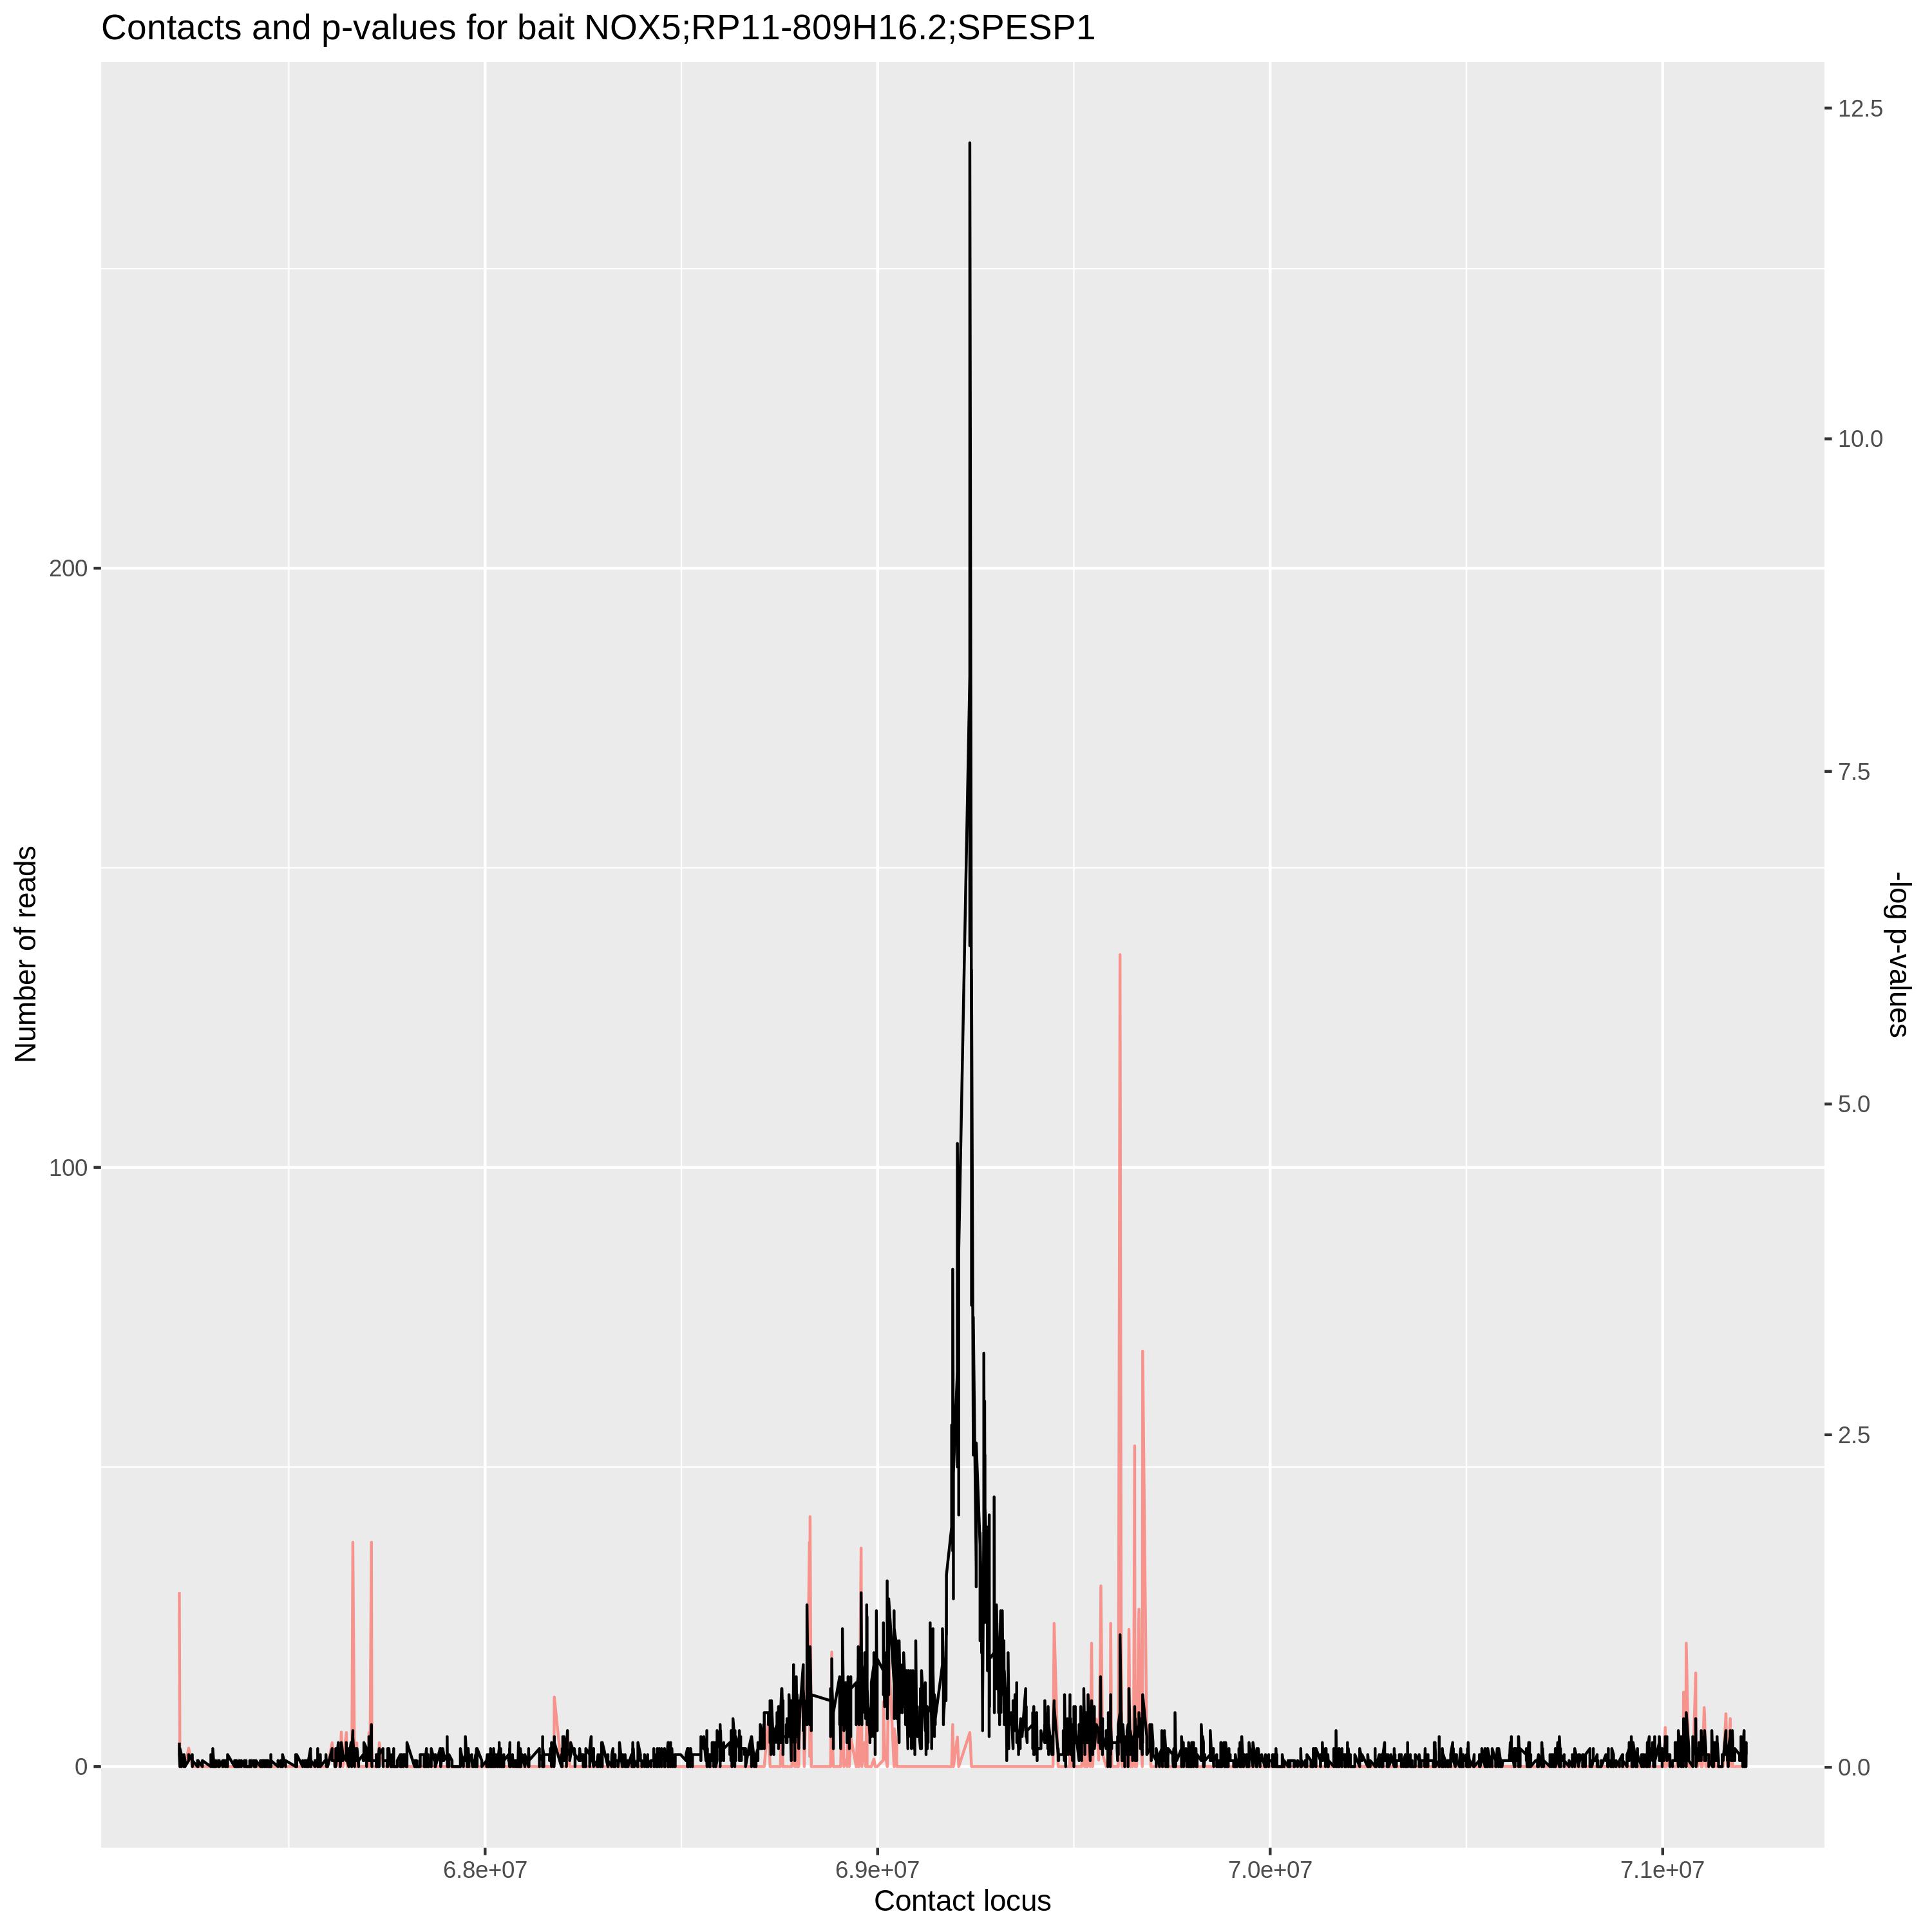 Contacts and p-values for bait NOX5;RP11-809H16.2;SPESP1
12.5
10.0
200
7.5
Number of reads
-log p-values
5.0
100
2.5
0
0.0
6.8e+07
6.9e+07
7.0e+07
7.1e+07
Contact locus